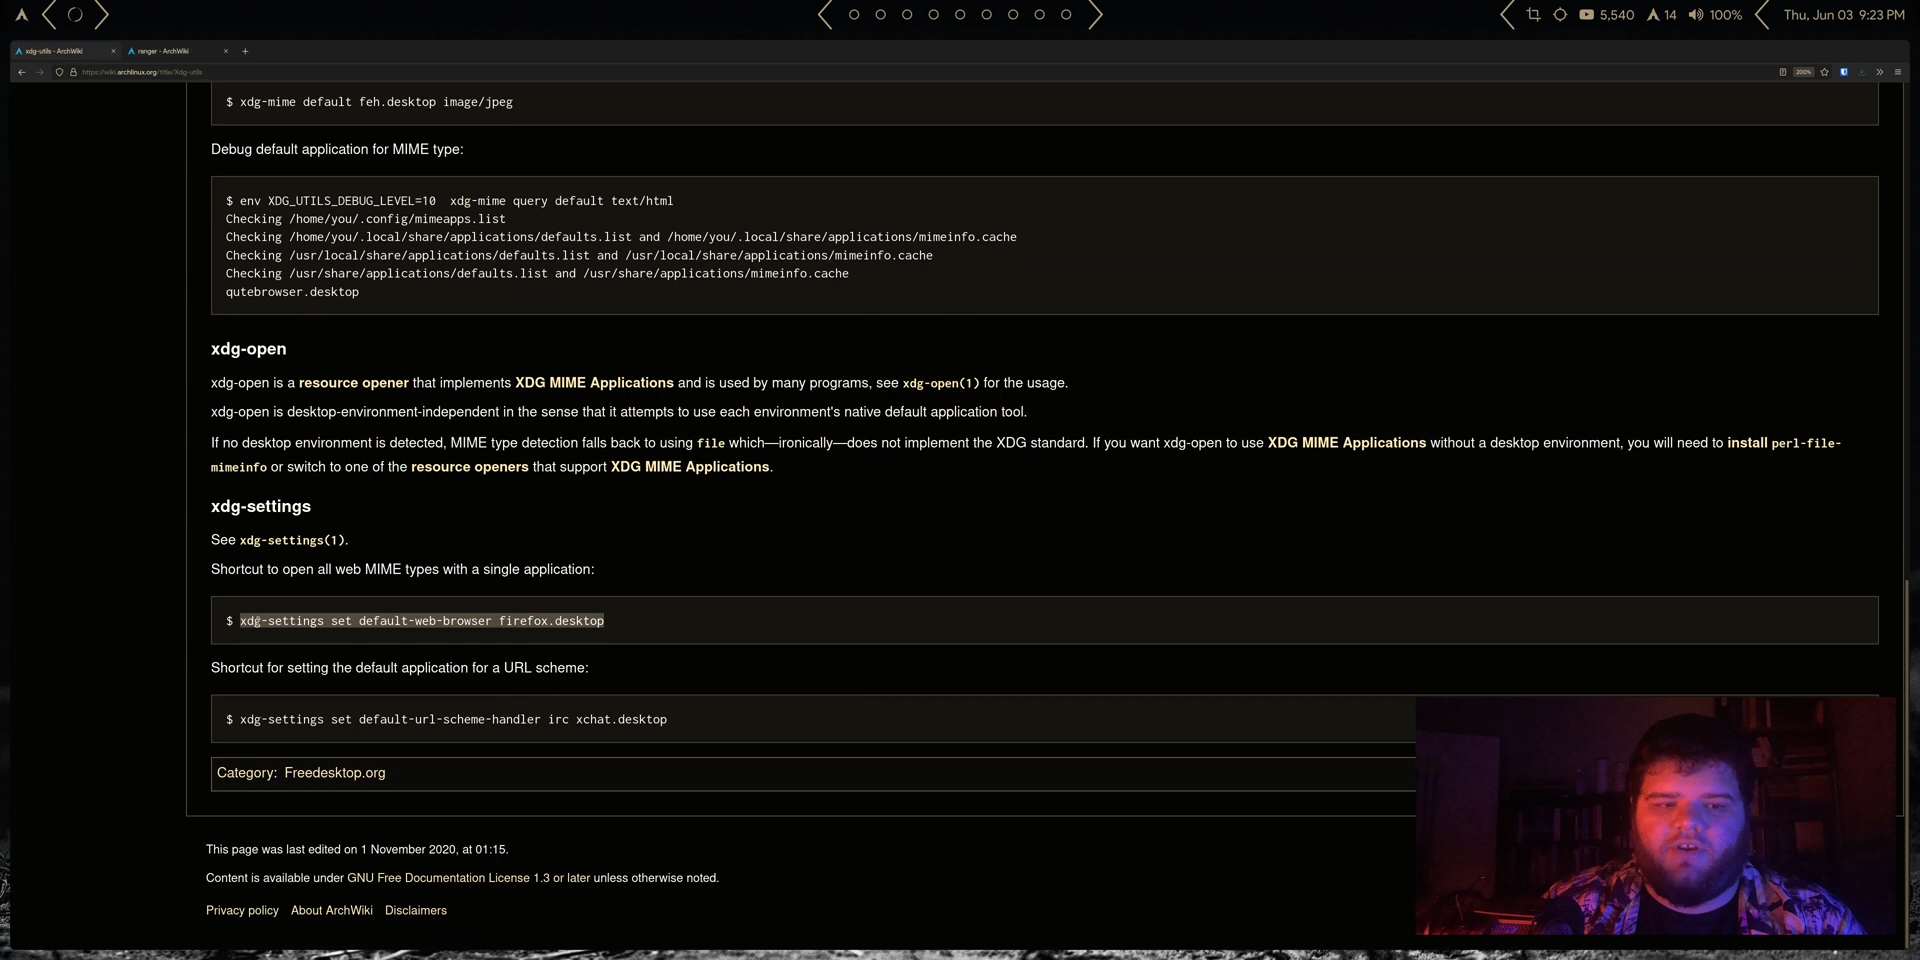 5,540
14
100%
Thu, Jun 03 9:23 PM
xdg-utils - ArchWiki
ranger - ArchWiki
https://wiki.archlinux.org/title/Xdg-utils
200%
$ xdg-mime default feh.desktop image/jpeg
Debug default application for MIME type:
$ env XDG_UTILS_DEBUG_LEVEL=10  xdg-mime query default text/html
Checking /home/you/.config/mimeapps.list
Checking /home/you/.local/share/applications/defaults.list and /home/you/.local/share/applications/mimeinfo.cache
Checking /usr/local/share/applications/defaults.list and /usr/local/share/applications/mimeinfo.cache
Checking /usr/share/applications/defaults.list and /usr/share/applications/mimeinfo.cache
qutebrowser.desktop
xdg-open
xdg-open is a resource opener that implements XDG MIME Applications and is used by many programs, see xdg-open(1) for the usage.
xdg-open is desktop-environment-independent in the sense that it attempts to use each environment's native default application tool.
If no desktop environment is detected, MIME type detection falls back to using file which—ironically—does not implement the XDG standard. If you want xdg-open to use XDG MIME Applications without a desktop environment, you will need to install perl-file-
mimeinfo or switch to one of the resource openers that support XDG MIME Applications.
xdg-settings
See xdg-settings(1).
Shortcut to open all web MIME types with a single application:
$ xdg-settings set default-web-browser firefox.desktop
Shortcut for setting the default application for a URL scheme:
$ xdg-settings set default-url-scheme-handler irc xchat.desktop
Category: Freedesktop.org
This page was last edited on 1 November 2020, at 01:15.
Content is available under GNU Free Documentation License 1.3 or later unless otherwise noted.
Privacy policy About ArchWiki Disclaimers